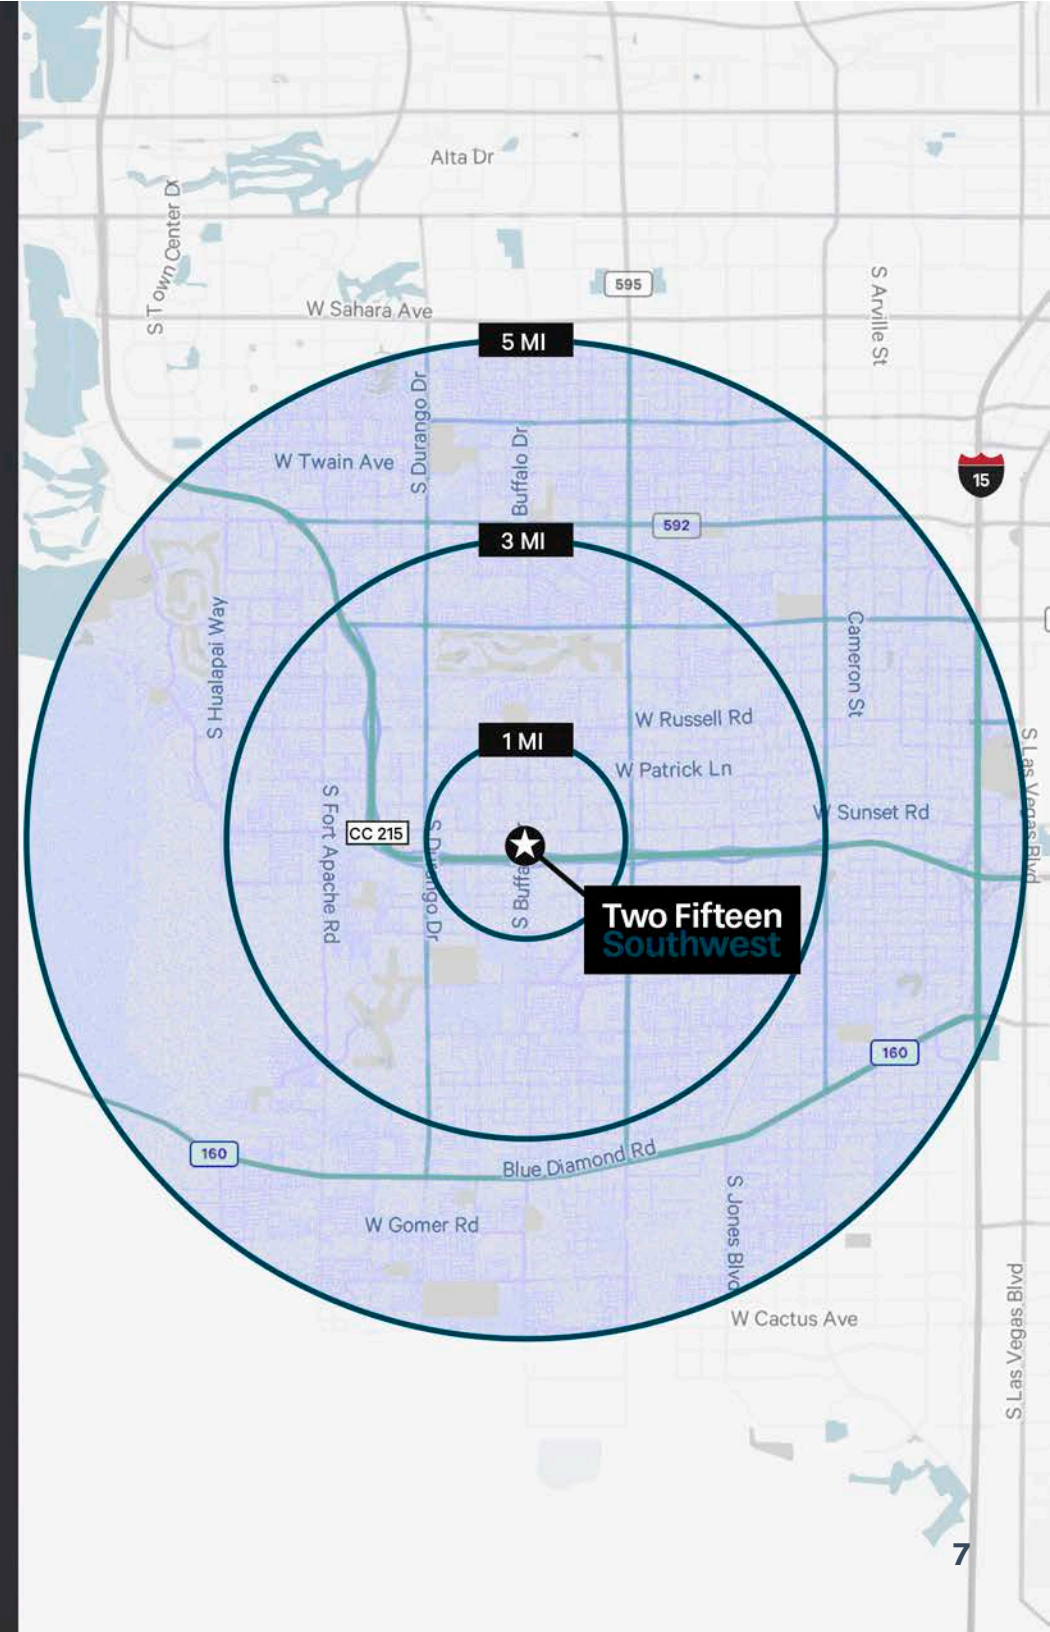 Alta Dr
S Town Center Dr
595
S Arville St
W Sahara Ave
5 MI
S Durango Dr
Buffalo Dr
W Twain Ave
15
592
3 MI
S Hualapai Way
Cameron St
W Russell Rd
1 MI
W Patrick Ln
S Las Vegas Blvd
S Fort Apache Rd
W Sunset Rd
CC 215
S Durango Dr
S Buffa
Two Fifteen
Southwest
160
160
Blue Diamond Rd
S Jones Blvd
W Gomer Rd
S Las Vegas Blvd
W Cactus Ave
7